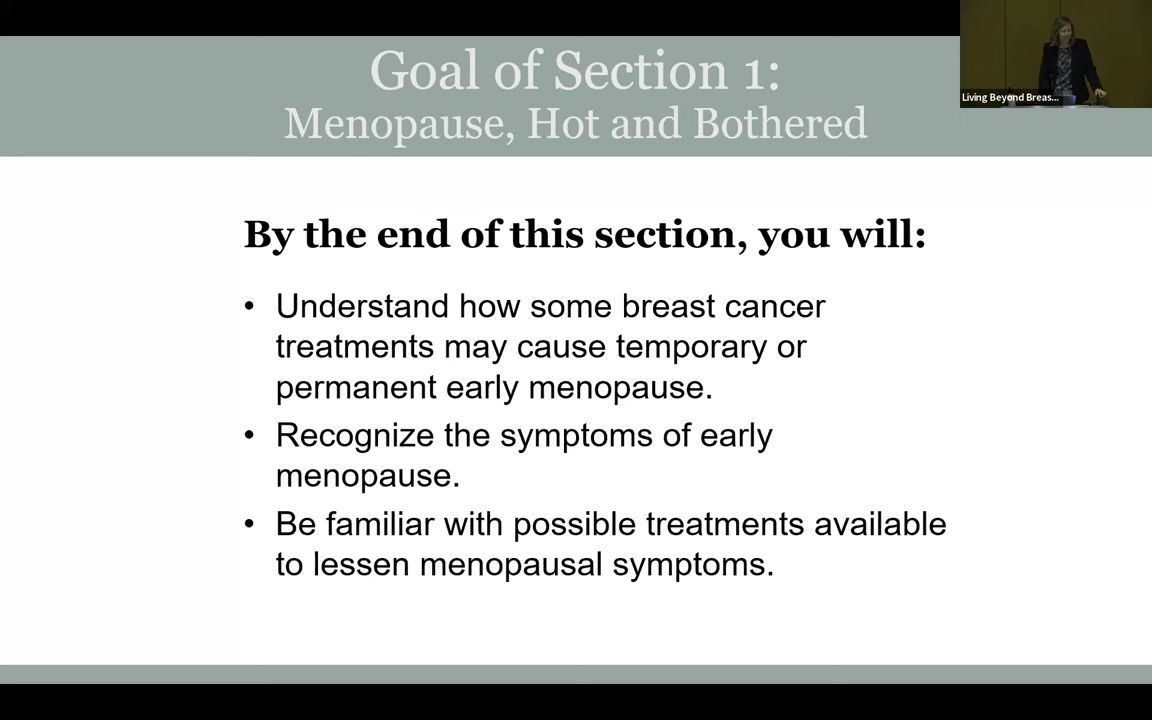 Goal of Section 1:
Menopause, Hot and Bothered
Living Beyond Breas...
By the end of this section, you will:
• Understand how some breast cancer
treatments may cause temporary or
permanent early menopause.
• Recognize the symptoms of early
menopause.
• Be familiar with possible treatments available
to lessen menopausal symptoms.